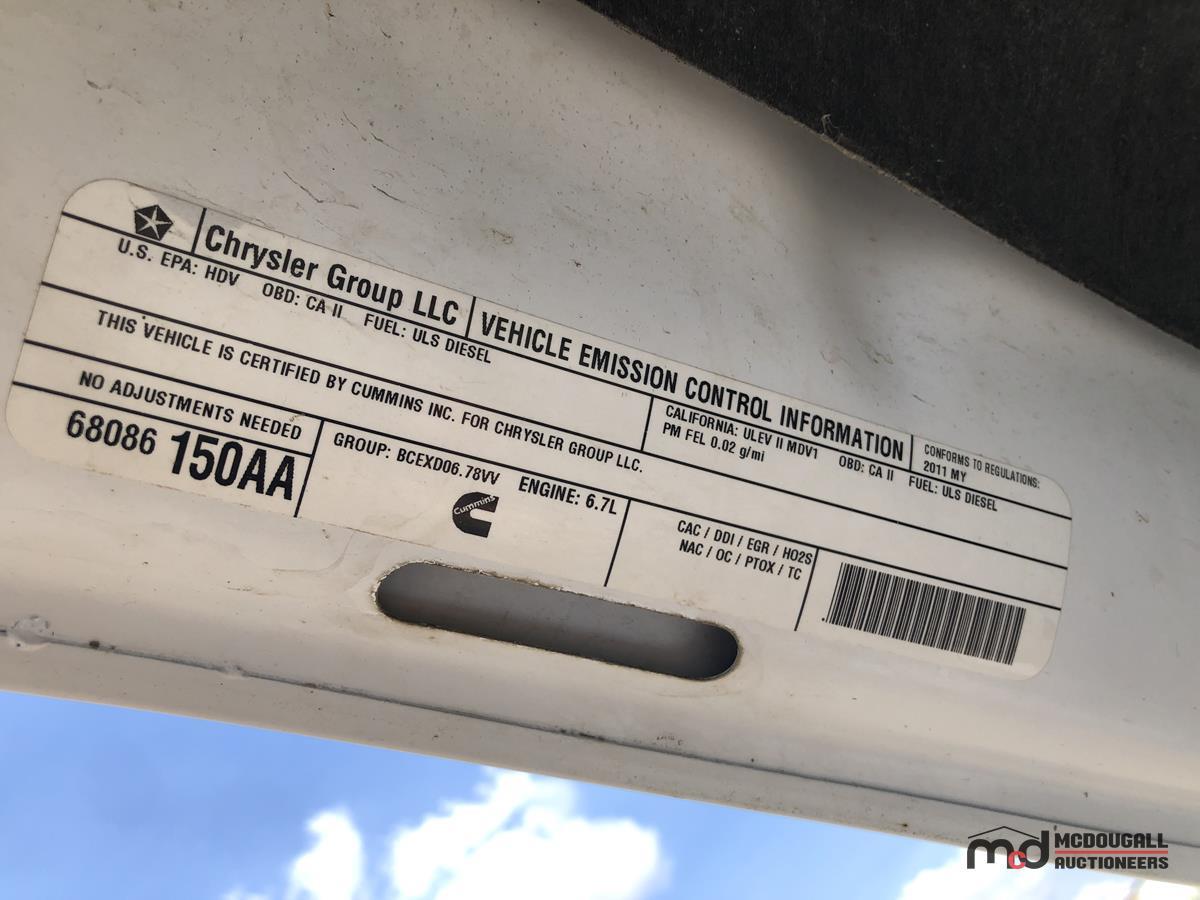 Chrysler Group LLC
VEHICLE EMISSION CONTROL INFORMATION
CONFORMS TO REGULATIONS:
2011 MY
U.S. EPA: HDV OBD: CA II FUEL: ULS DIESEL
CALIFORNIA: ULEV II MDV1 OBD: CA II FUEL: ULS DIESEL
PM FEL 0.02 g/mi
THIS VEHICLE IS CERTIFIED BY CUMMINS INC. FOR CHRYSLER GROUP LLC.
NO ADJUSTMENTS NEEDED
68086 150AA
GROUP: BCEXD06.78VV ENGINE: 6.7L
Cummins
CAC / DDI / EGR / HO2S
NAC / OC / PTOX / TC
mcd MCDOUGALL
AUCTIONEERS